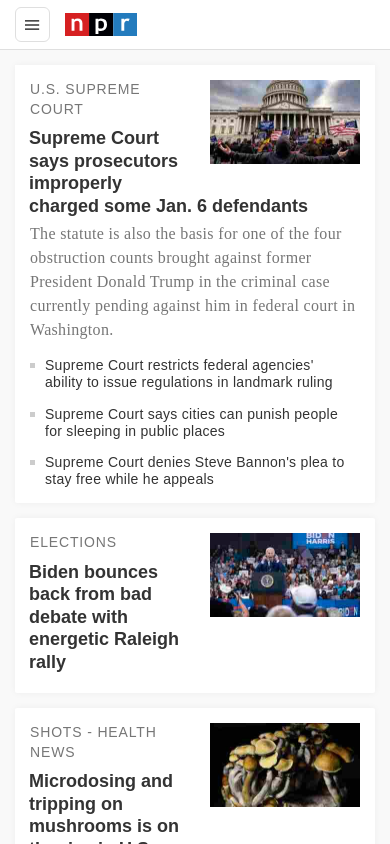 npr
U.S. SUPREME
COURT
Supreme Court
says prosecutors
improperly
charged some Jan. 6 defendants
The statute is also the basis for one of the four
obstruction counts brought against former
President Donald Trump in the criminal case
currently pending against him in federal court in
Washington.
Supreme Court restricts federal agencies'
ability to issue regulations in landmark ruling
Supreme Court says cities can punish people
for sleeping in public places
Supreme Court denies Steve Bannon's plea to
stay free while he appeals
ELECTIONS
Biden bounces
back from bad
debate with
energetic Raleigh
rally
BIDEN
HARRIS
SHOTS - HEALTH
NEWS
Microdosing and
tripping on
mushrooms is on